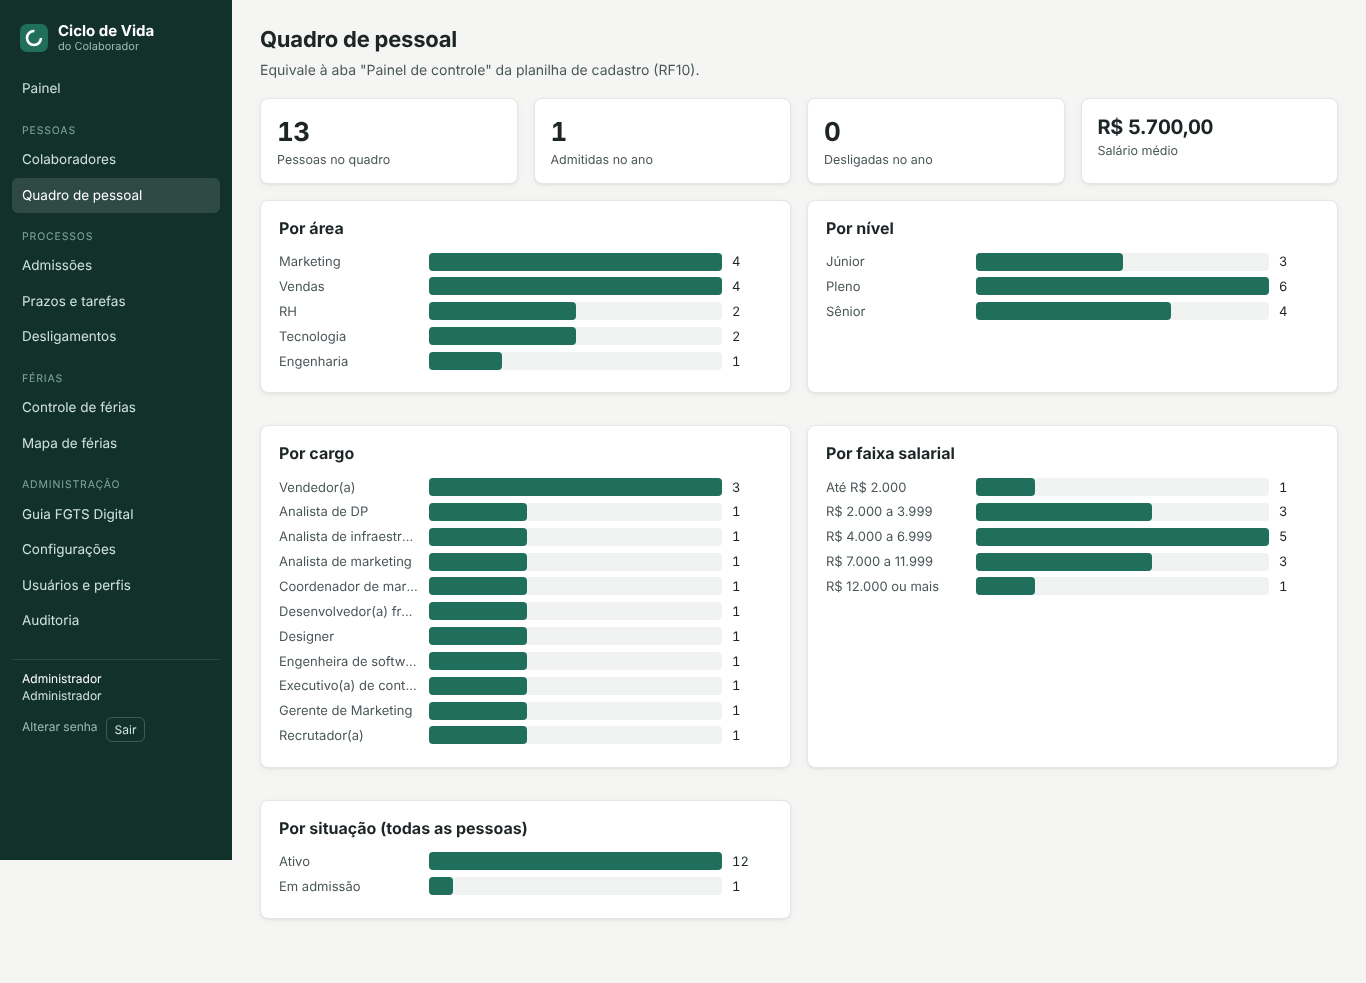 Ciclo de Vida
do Colaborador
Painel
PESSOAS
Colaboradores
Quadro de pessoal
PROCESSOS
Admissões
Prazos e tarefas
Desligamentos
FÉRIAS
Controle de férias
Mapa de férias
ADMINISTRAÇÃO
Guia FGTS Digital
Configurações
Usuários e perfis
Auditoria
Administrador
Administrador
Alterar senha Sair
Quadro de pessoal
Equivale à aba "Painel de controle" da planilha de cadastro (RF10).
13
Pessoas no quadro
1
Admitidas no ano
0
Desligadas no ano
R$ 5.700,00
Salário médio
Por área
Marketing 4
Vendas 4
RH 2
Tecnologia 2
Engenharia 1
Por nível
Júnior 3
Pleno 6
Sênior 4
Por cargo
Vendedor(a) 3
Analista de DP 1
Analista de infraestr... 1
Analista de marketing 1
Coordenador de mar... 1
Desenvolvedor(a) fr... 1
Designer 1
Engenheira de softw... 1
Executivo(a) de cont... 1
Gerente de Marketing 1
Recrutador(a) 1
Por faixa salarial
Até R$ 2.000 1
R$ 2.000 a 3.999 3
R$ 4.000 a 6.999 5
R$ 7.000 a 11.999 3
R$ 12.000 ou mais 1
Por situação (todas as pessoas)
Ativo 12
Em admissão 1